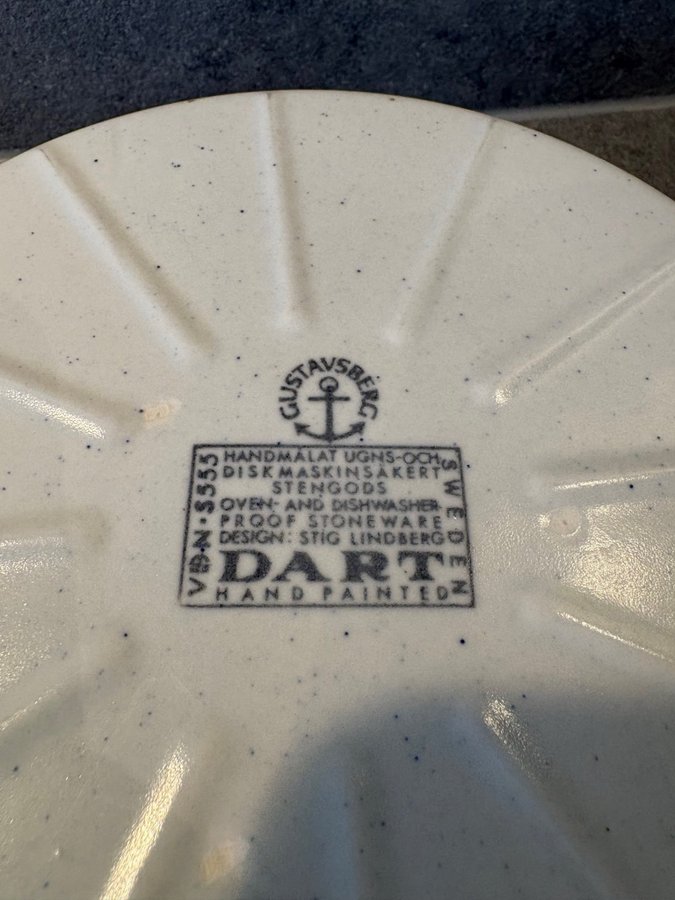 GUSTAVSBERG
VDN·S555
HANDMÅLAT UGNS-OCH
DISKMASKINSÄKERT
STENGODS
OVEN- AND DISHWASHER-
PROOF STONEWARE
DESIGN: STIG LINDBERG
DART
HAND PAINTED
SWEDEN